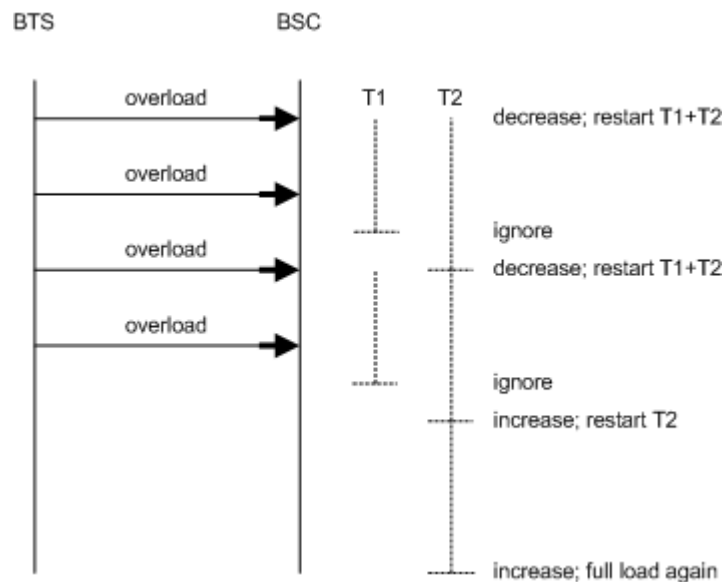 BTS BSC
overload T1 T2 decrease; restart T1+T2
overload
ignore
overload decrease; restart T1+T2
overload
ignore
increase; restart T2
increase; full load again